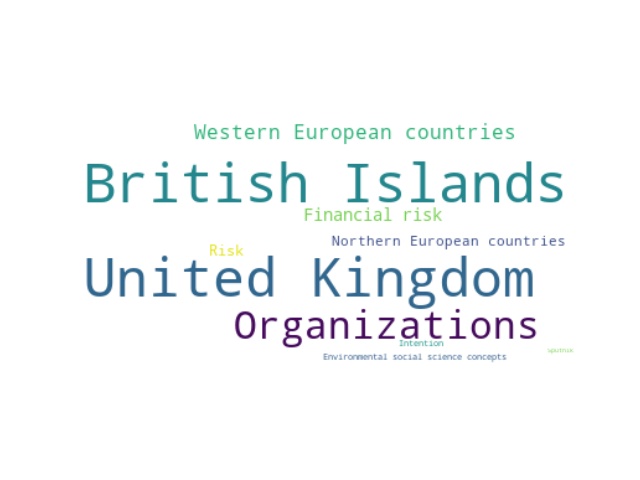 Western European countries
British Islands
Financial risk
Northern European countries
Risk
United Kingdom
Organizations
Intention
Environmental social science concepts